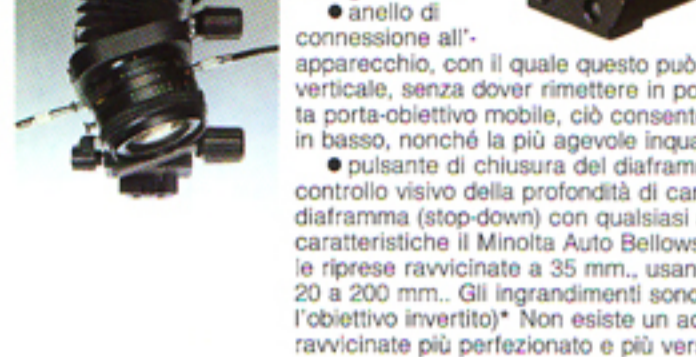 ● anello di
connessione all'-
apparecchio, con il quale questo può
verticale, senza dover rimettere in po
ta porta-obiettivo mobile, ciò consent
in basso, nonché la più agevole inqua
● pulsante di chiusura del diafram
controllo visivo della profondità di car
diaframma (stop-down) con qualsiasi
caratteristiche il Minolta Auto Bellows
le riprese ravvicinate a 35 mm., usan
20 a 200 mm.. Gli ingrandimenti sono
l'obiettivo invertito)* Non esiste un ac
ravvicinate più perfezionato e più ver